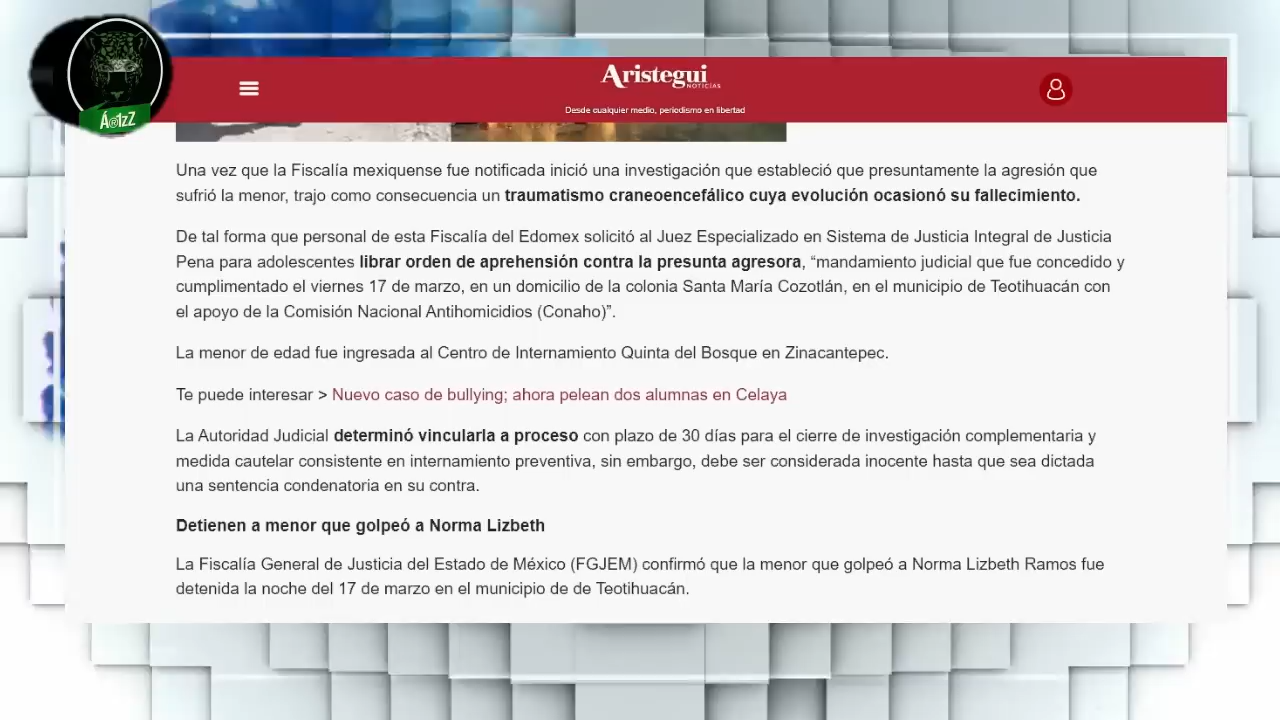 Aristegui
NOTICIAS
Desde cualquier medio, periodismo en libertad
Áo1zZ
Una vez que la Fiscalía mexiquense fue notificada inició una investigación que estableció que presuntamente la agresión que
sufrió la menor, trajo como consecuencia un traumatismo craneoencefálico cuya evolución ocasionó su fallecimiento.
De tal forma que personal de esta Fiscalía del Edomex solicitó al Juez Especializado en Sistema de Justicia Integral de Justicia
Pena para adolescentes librar orden de aprehensión contra la presunta agresora, “mandamiento judicial que fue concedido y
cumplimentado el viernes 17 de marzo, en un domicilio de la colonia Santa María Cozotlán, en el municipio de Teotihuacán con
el apoyo de la Comisión Nacional Antihomicidios (Conaho)”.
La menor de edad fue ingresada al Centro de Internamiento Quinta del Bosque en Zinacantepec.
Te puede interesar > Nuevo caso de bullying; ahora pelean dos alumnas en Celaya
La Autoridad Judicial determinó vincularla a proceso con plazo de 30 días para el cierre de investigación complementaria y
medida cautelar consistente en internamiento preventiva, sin embargo, debe ser considerada inocente hasta que sea dictada
una sentencia condenatoria en su contra.
Detienen a menor que golpeó a Norma Lizbeth
La Fiscalía General de Justicia del Estado de México (FGJEM) confirmó que la menor que golpeó a Norma Lizbeth Ramos fue
detenida la noche del 17 de marzo en el municipio de de Teotihuacán.